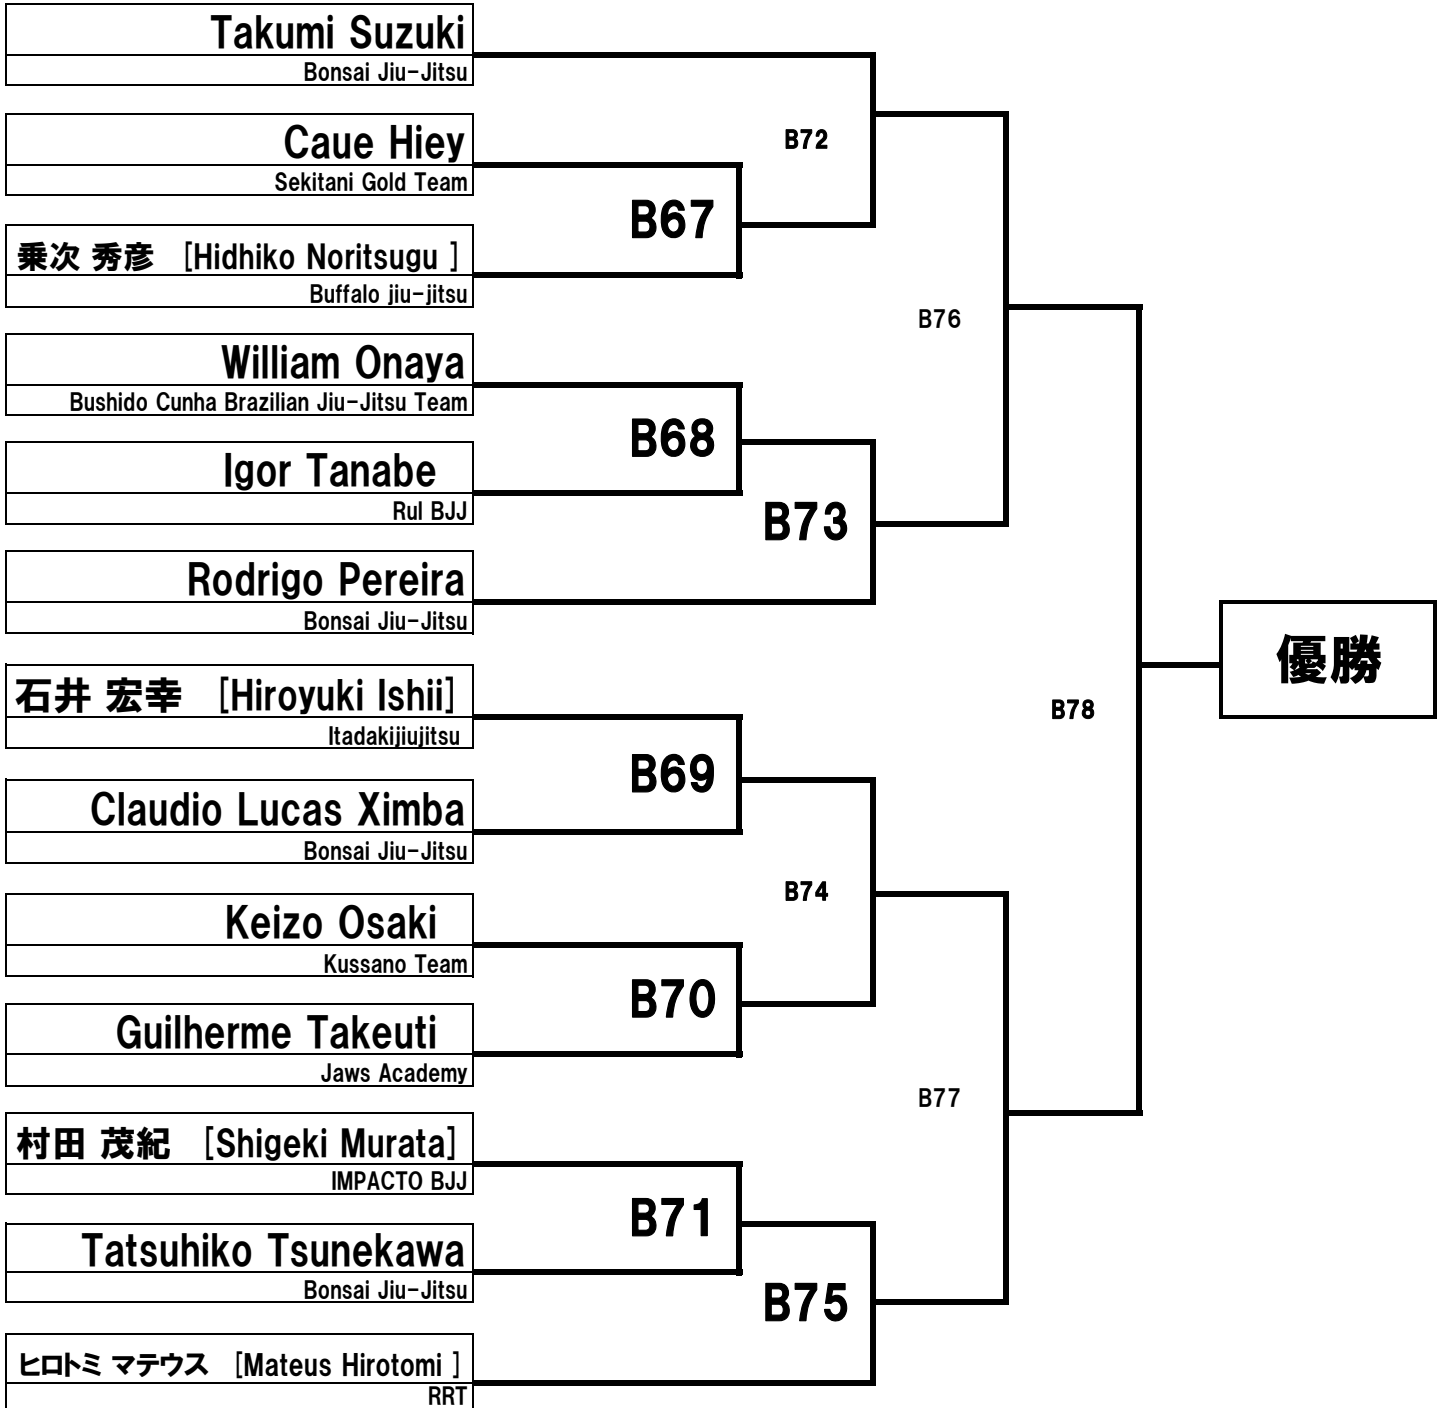 Takumi Suzuki
Bonsai Jiu-Jitsu
Caue Hiey
Sekitani Gold Team
乗次 秀彦 [Hidhiko Noritsugu ]
Buffalo jiu-jitsu
William Onaya
Bushido Cunha Brazilian Jiu-Jitsu Team
Igor Tanabe
Rul BJJ
Rodrigo Pereira
Bonsai Jiu-Jitsu
石井 宏幸 [Hiroyuki Ishii]
Itadakijiujitsu
Claudio Lucas Ximba
Bonsai Jiu-Jitsu
Keizo Osaki
Kussano Team
Guilherme Takeuti
Jaws Academy
村田 茂紀 [Shigeki Murata]
IMPACTO BJJ
Tatsuhiko Tsunekawa
Bonsai Jiu-Jitsu
ヒロトミ マテウス [Mateus Hirotomi ]
RRT
B67
B68
B69
B70
B71
B72
B73
B74
B75
B76
B77
B78
優勝